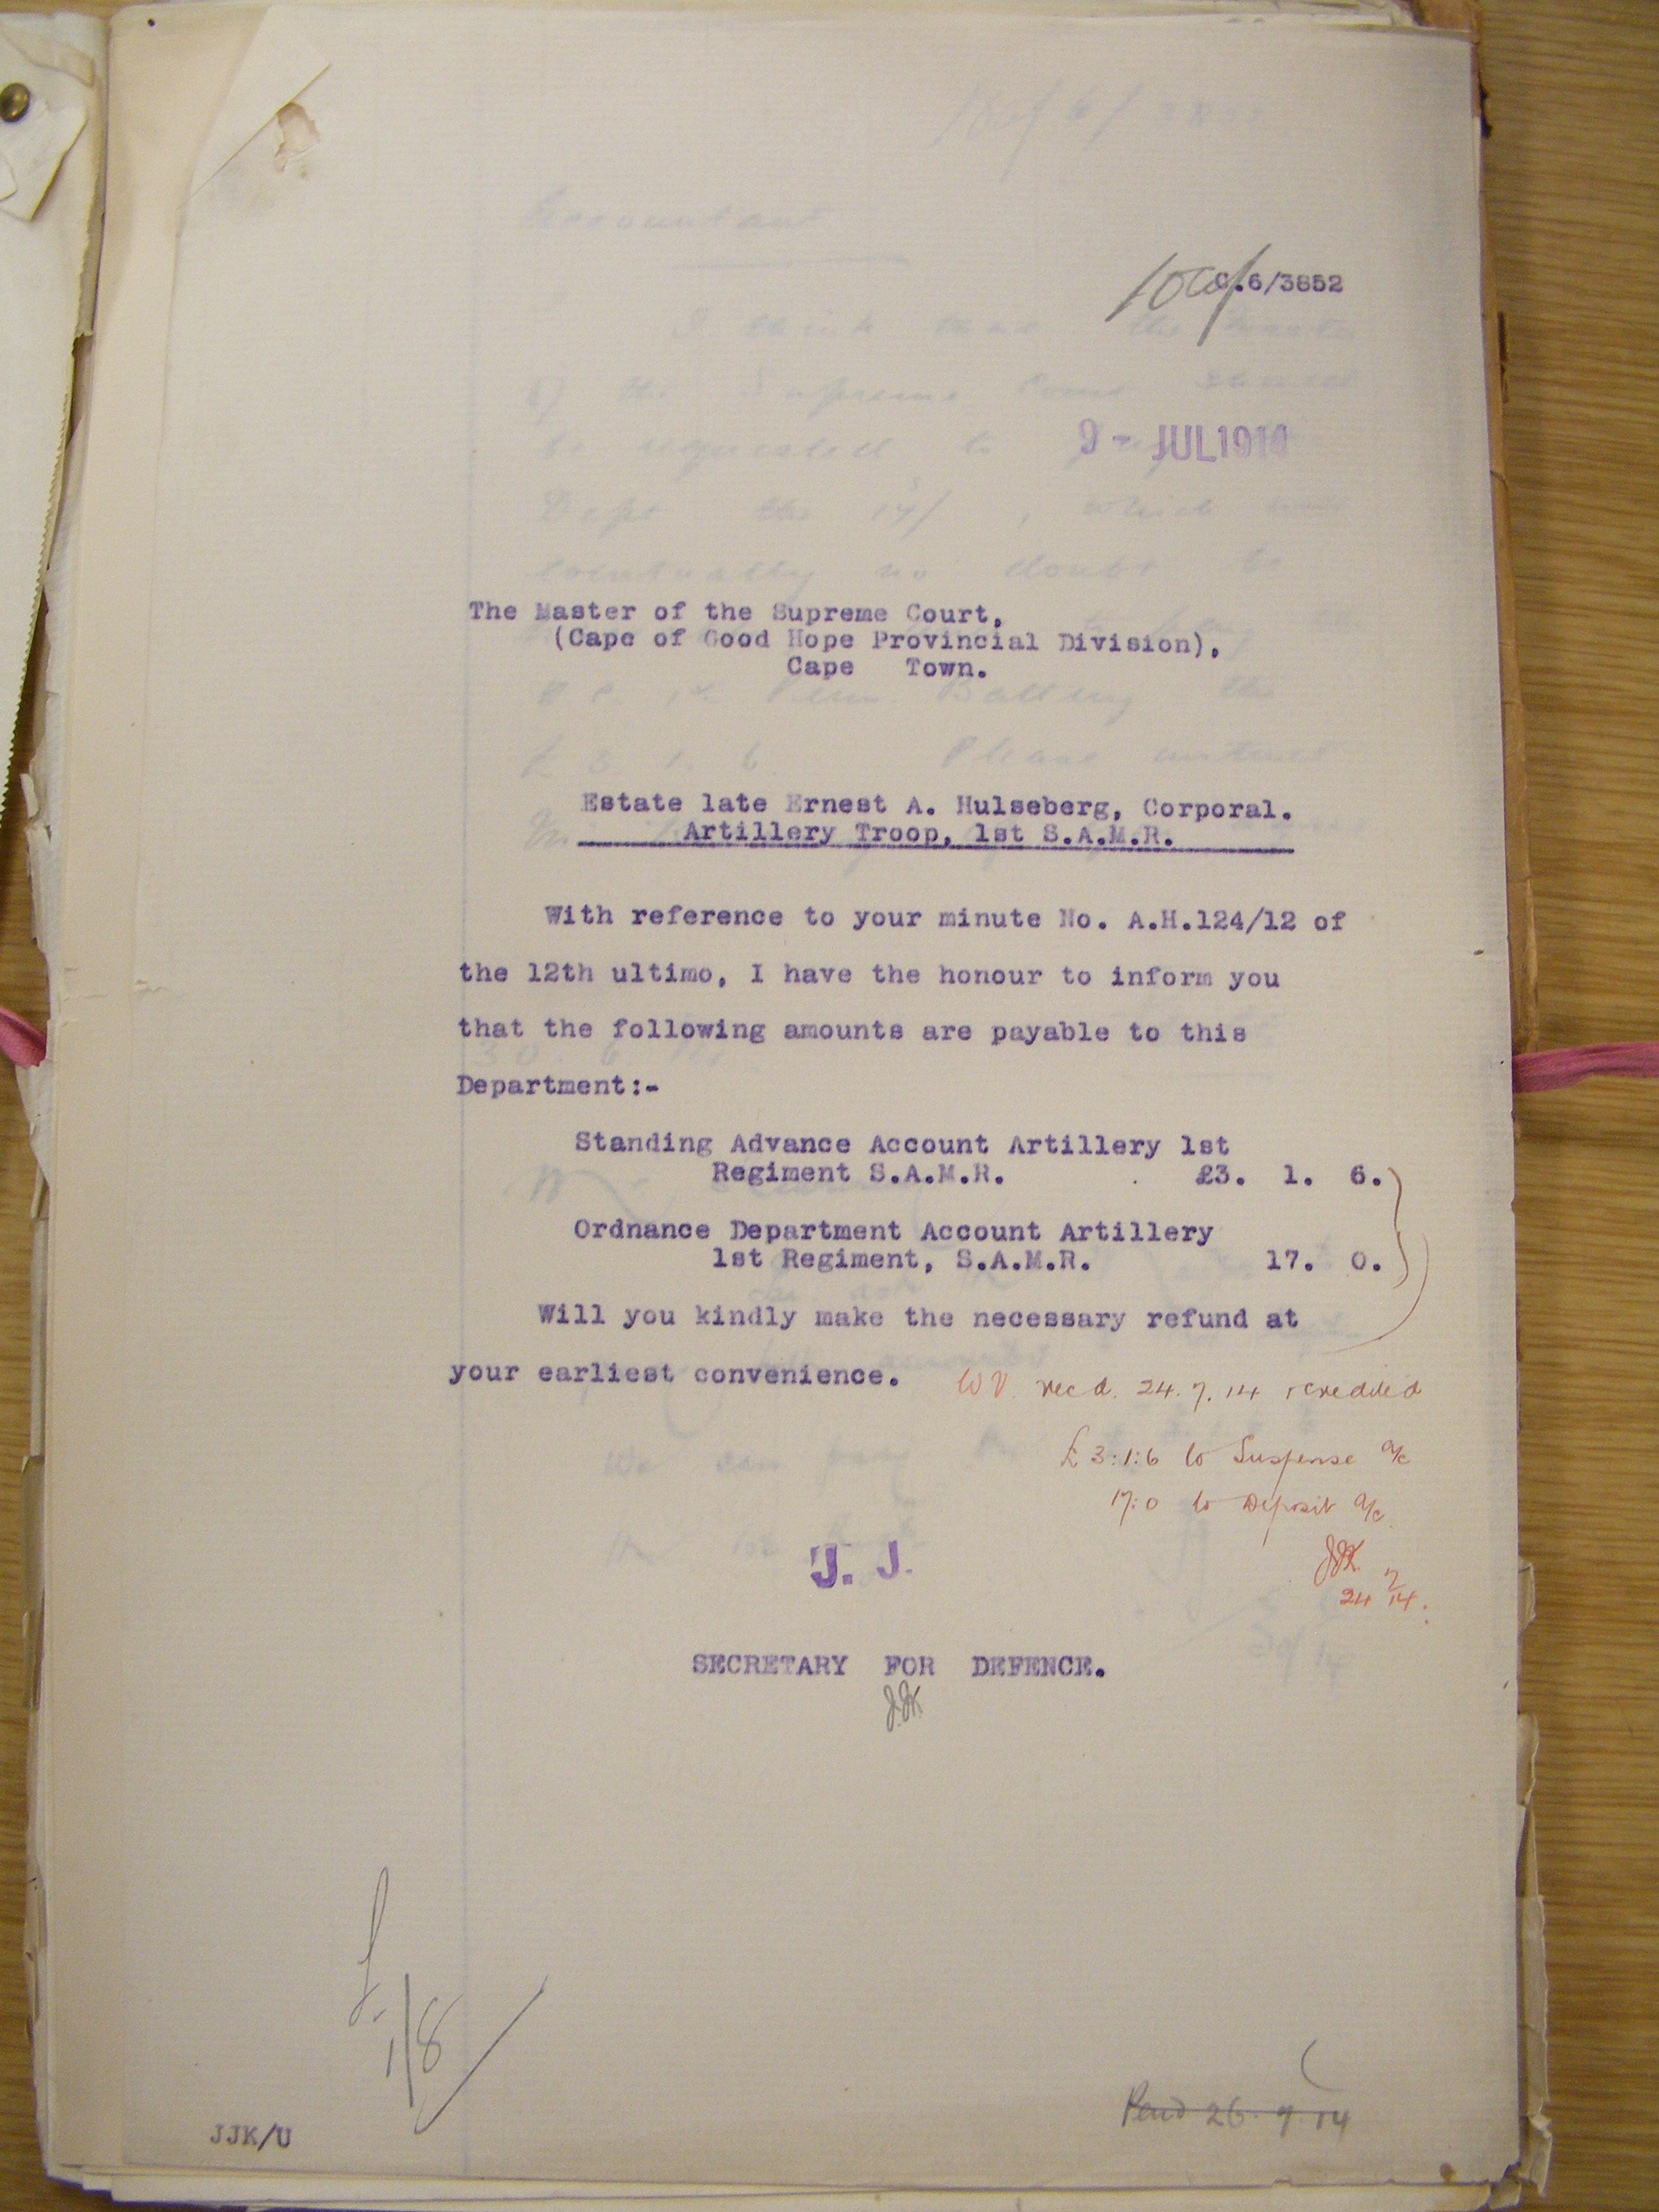 C.6/3852
9 - JUL 1914
The Master of the Supreme Court,
(Cape of Good Hope Provincial Division),
Cape Town.
Estate late Ernest A. Hulseberg, Corporal.
Artillery Troop, 1st S.A.M.R.
With reference to your minute No. A.H.124/12 of
the 12th ultimo, I have the honour to inform you
that the following amounts are payable to this
Department:-
Standing Advance Account Artillery 1st
Regiment S.A.M.R. £3. 1. 6.
Ordnance Department Account Artillery
1st Regiment, S.A.M.R. 17. 0.
Will you kindly make the necessary refund at
your earliest convenience.
W V. recd. 24.7.14 & credited
£3:1:6 to Suspense a/c
17:0 to Deposit a/c
JJK
24/7/14.
J. J.
SECRETARY FOR DEFENCE.
JJK
1/8
JJK/U